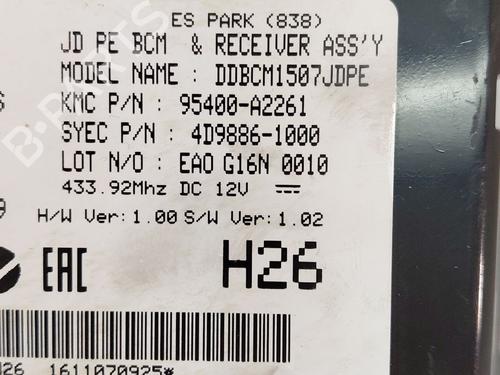 ES PARK (838)
JD PE BCM & RECEIVER ASS'Y
MODEL NAME : DDBCM1507JDPE
KMC P/N : 95400-A2261
SYEC P/N : 4D9886-1000
LOT N/O : EAO G16N 0010
433.92Mhz DC 12V
H/W Ver: 1.00 S/W Ver: 1.02
EAC H26
1611070925*
B-PARTS